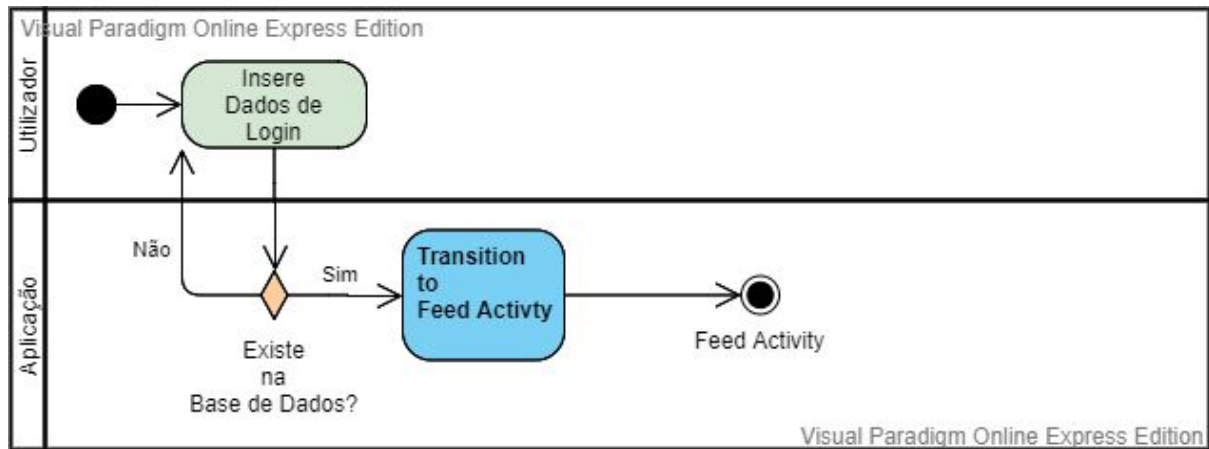 Visual Paradigm Online Express Edition
Utilizador
Insere
Dados de
Login
Aplicação
Não
Sim
Existe
na
Base de Dados?
Transition
to
Feed Activty
Feed Activity
Visual Paradigm Online Express Edition